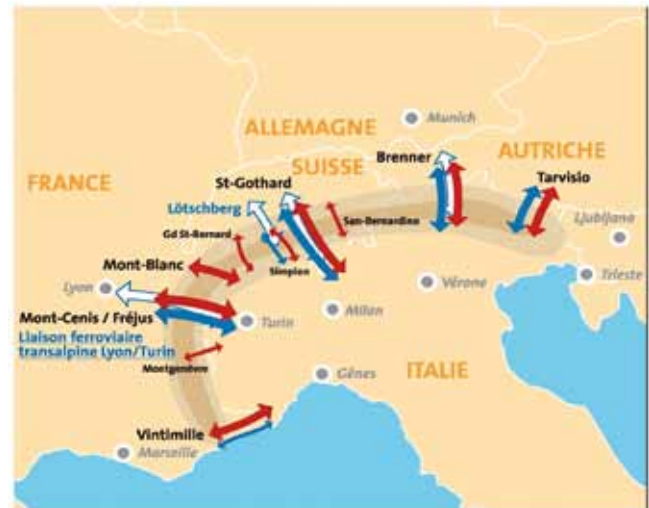 Munich
ALLEMAGNE
Brenner
AUTRICHE
SUISSE
St-Gothard
Tarvisio
FRANCE
Lötschberg
San-Bernardino
Ljubljana
Gd St-Bernard
Mont-Blanc
Simplon
Trieste
Lyon
Vérone
Milan
Mont-Cenis / Fréjus
Turin
Liaison ferroviaire
transalpine Lyon/Turin
Montgenèvre
Gênes
ITALIE
Vintimille
Marseille